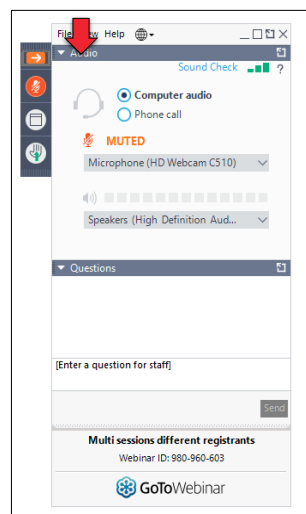 File View Help
Audio
Sound Check ?
Computer audio
Phone call
MUTED
Microphone (HD Webcam C510)
Speakers (High Definition Aud...
Questions
[Enter a question for staff]
Send
Multi sessions different registrants
Webinar ID: 980-960-603
GoToWebinar